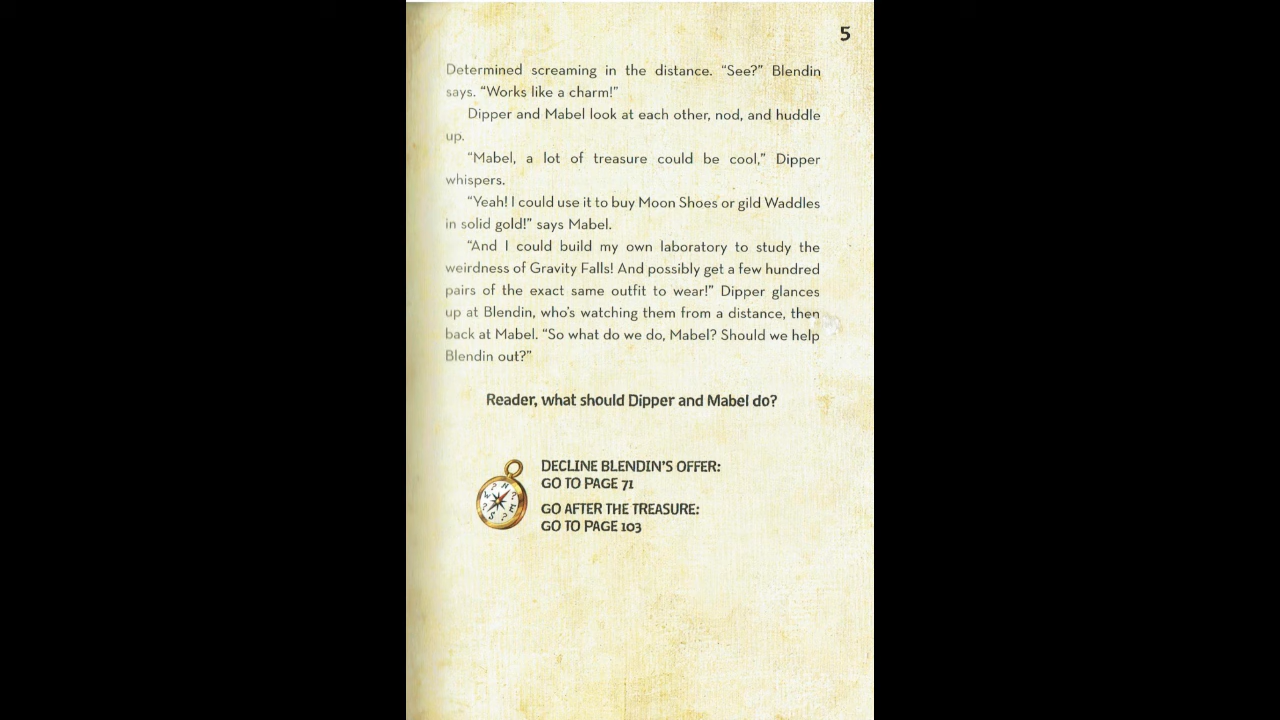 5
Determined screaming in the distance. “See?” Blendin
says. “Works like a charm!”
Dipper and Mabel look at each other, nod, and huddle
up.
“Mabel, a lot of treasure could be cool,” Dipper
whispers.
“Yeah! I could use it to buy Moon Shoes or gild Waddles
in solid gold!” says Mabel.
“And I could build my own laboratory to study the
weirdness of Gravity Falls! And possibly get a few hundred
pairs of the exact same outfit to wear!” Dipper glances
up at Blendin, who’s watching them from a distance, then
back at Mabel. “So what do we do, Mabel? Should we help
Blendin out?”
Reader, what should Dipper and Mabel do?
DECLINE BLENDIN’S OFFER:
GO TO PAGE 71
GO AFTER THE TREASURE:
GO TO PAGE 103
N
?
E
?
S
?
W
?